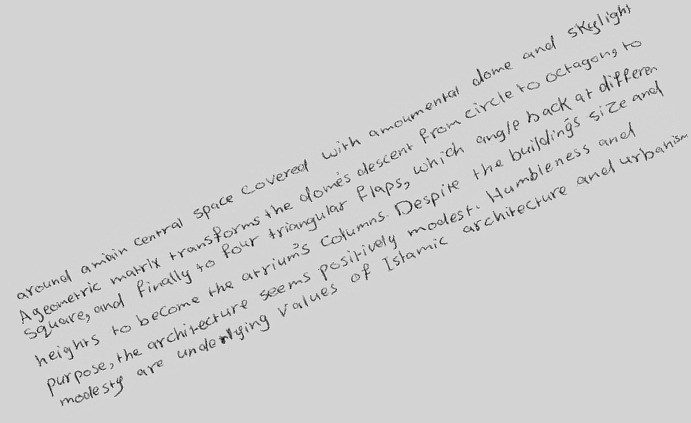 around a main central space covered with amoumental dome and skylight
A geometric matrix transforms the dome's descent from circle to octagon, to
square, and finally to four triangular flaps, which angle back at differen
heights to become the atrium's columns. Despite the building's size and
purpose, the architecture seems positively modest. Humbleness and
modesty are underlying values of Islamic architecture and urbanism